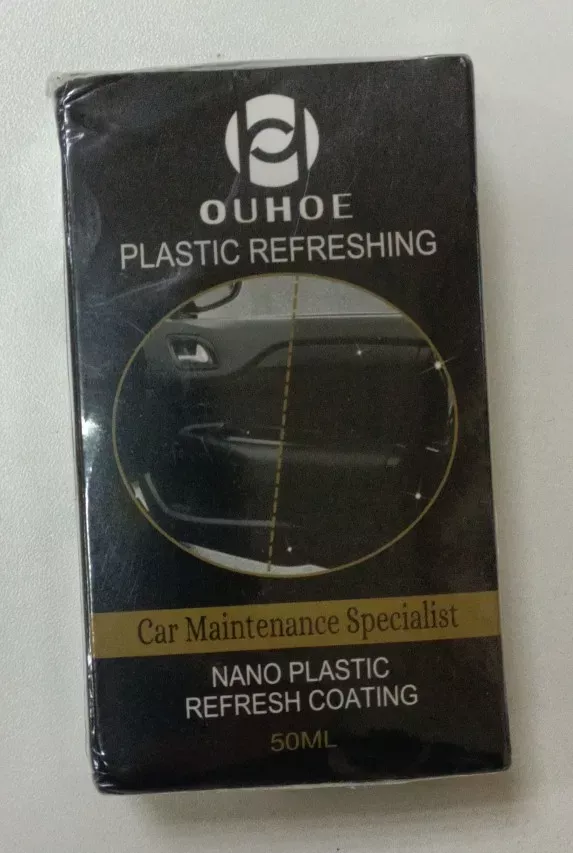 OUHOE
PLASTIC REFRESHING
Car Maintenance Specialist
NANO PLASTIC
REFRESH COATING
50ML